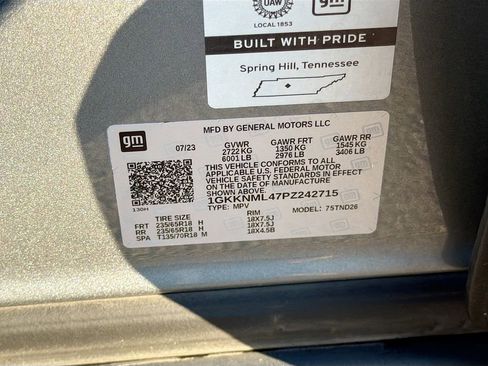 UAW
gm
LOCAL 1853
BUILT WITH PRIDE
Spring Hill, Tennessee
gm
MFD BY GENERAL MOTORS LLC
07/23 GVWR GAWR FRT GAWR RR
2722 KG 1350 KG 1545 KG
6001 LB 2976 LB 3406 LB
THIS VEHICLE CONFORMS TO ALL
APPLICABLE U.S. FEDERAL MOTOR
VEHICLE SAFETY STANDARDS IN EFFECT
ON THE DATE OF MANUFACTURE
SHOWN ABOVE.
1GKKNML47PZ242715
TYPE: MPV MODEL: 7STND26
130H
TIRE SIZE RIM
FRT 235/65R18 H 18X7.5J
RR 235/65R18 H 18X7.5J
SPA T135/70R18 M 18X4.5B